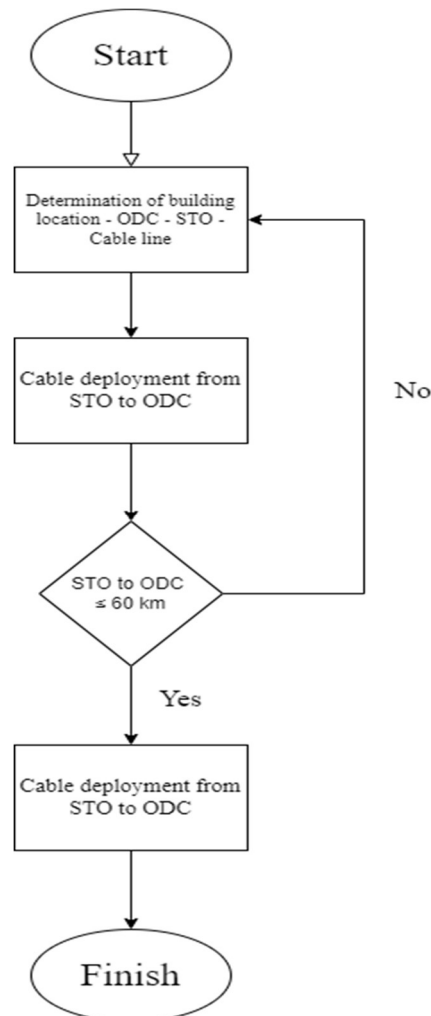 Start
Determination of building
location - ODC - STO -
Cable line
Cable deployment from
STO to ODC
No
STO to ODC
≤ 60 km
Yes
Cable deployment from
STO to ODC
Finish